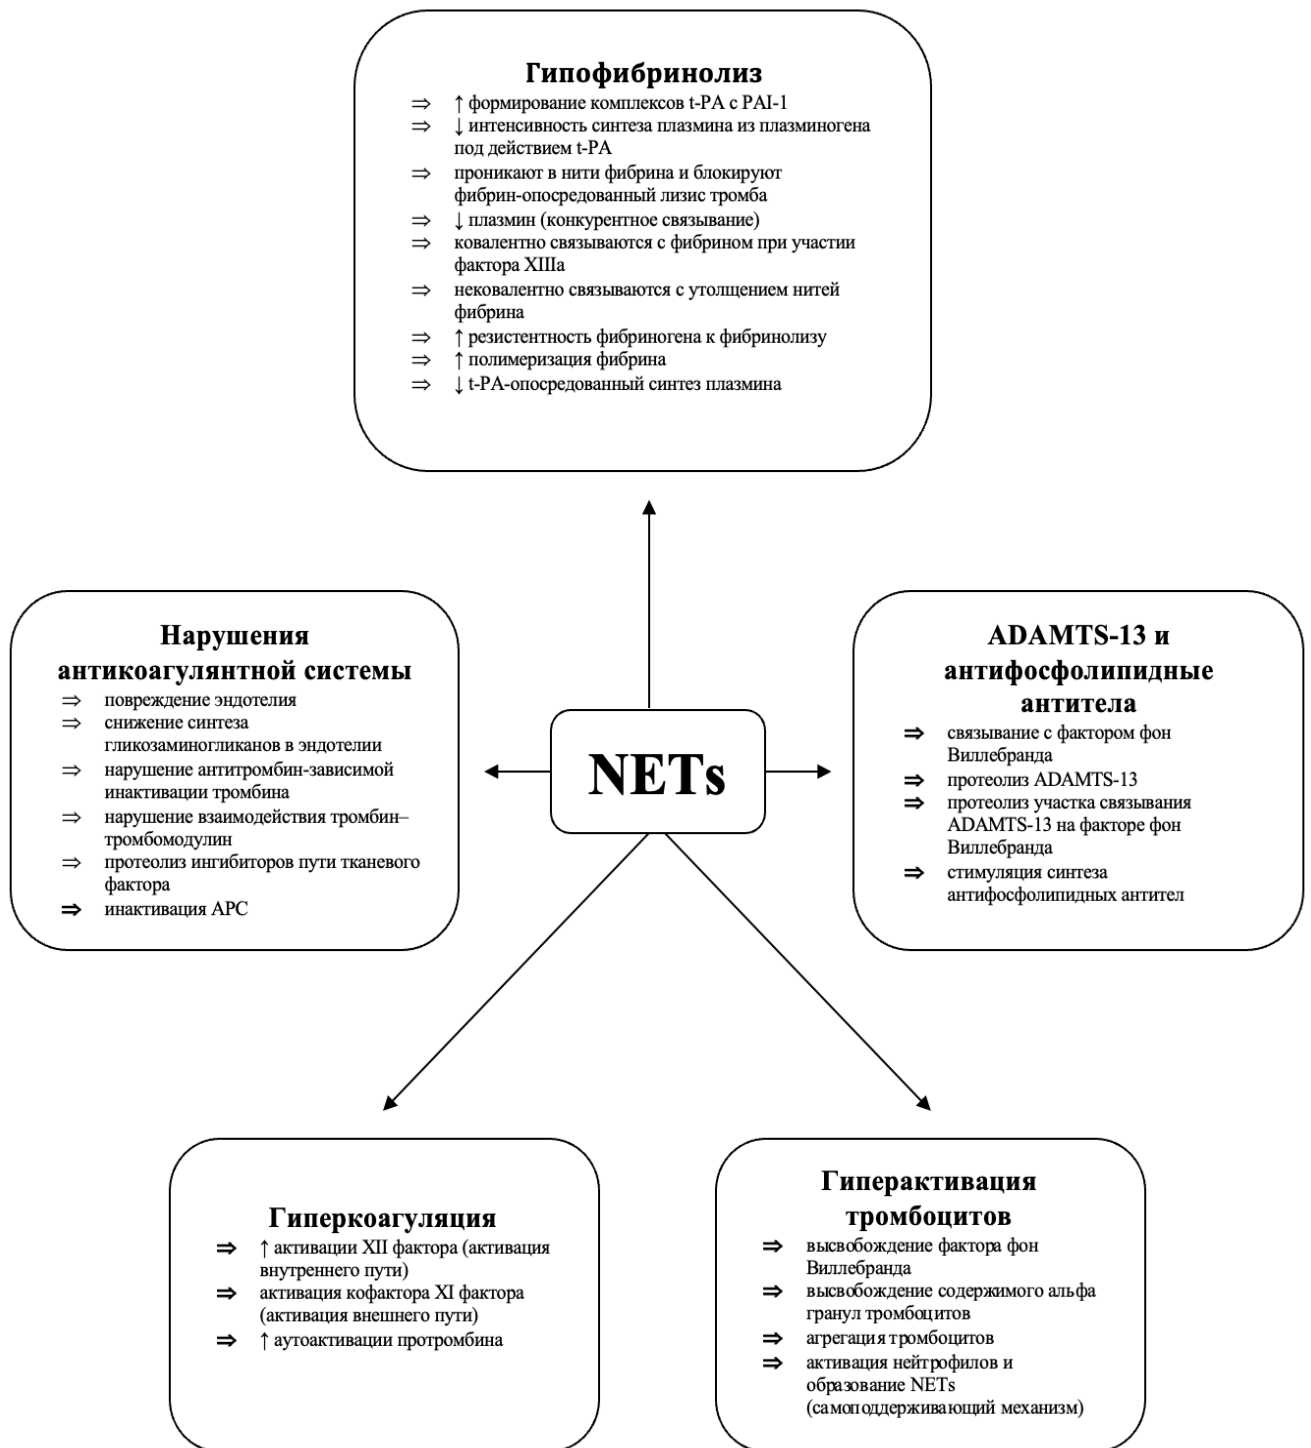 Гипофибринолиз
⇒ ↑ формирование комплексов t-PA с PAI-1
⇒ ↓ интенсивность синтеза плазмина из плазминогена
под действием t-PA
⇒ проникают в нити фибрина и блокируют
фибрин-опосредованный лизис тромба
⇒ ↓ плазмин (конкурентное связывание)
⇒ ковалентно связываются с фибрином при участии
фактора XIIIa
⇒ нековалентно связываются с утолщением нитей
фибрина
⇒ ↑ резистентность фибриногена к фибринолизу
⇒ ↑ полимеризация фибрина
⇒ ↓ t-PA-опосредованный синтез плазмина
Нарушения
антикоагулянтной системы
⇒ повреждение эндотелия
⇒ снижение синтеза
гликозаминогликанов в эндотелии
⇒ нарушение антитромбин-зависимой
инактивации тромбина
⇒ нарушение взаимодействия тромбин–
тромбомодулин
⇒ протеолиз ингибиторов пути тканевого
фактора
⇒ инактивация АРС
NETs
ADAMTS-13 и
антифосфолипидные
антитела
⇒ связывание с фактором фон
Виллебранда
⇒ протеолиз ADAMTS-13
⇒ протеолиз участка связывания
ADAMTS-13 на факторе фон
Виллебранда
⇒ стимуляция синтеза
антифосфолипидных антител
Гиперкоагуляция
⇒ ↑ активации XII фактора (активация
внутреннего пути)
⇒ активация кофактора XI фактора
(активация внешнего пути)
⇒ ↑ аутоактивации протромбина
Гиперактивация
тромбоцитов
⇒ высвобождение фактора фон
Виллебранда
⇒ высвобождение содержимого альфа
гранул тромбоцитов
⇒ агрегация тромбоцитов
⇒ активация нейтрофилов и
образование NETs
(самоподдерживающий механизм)